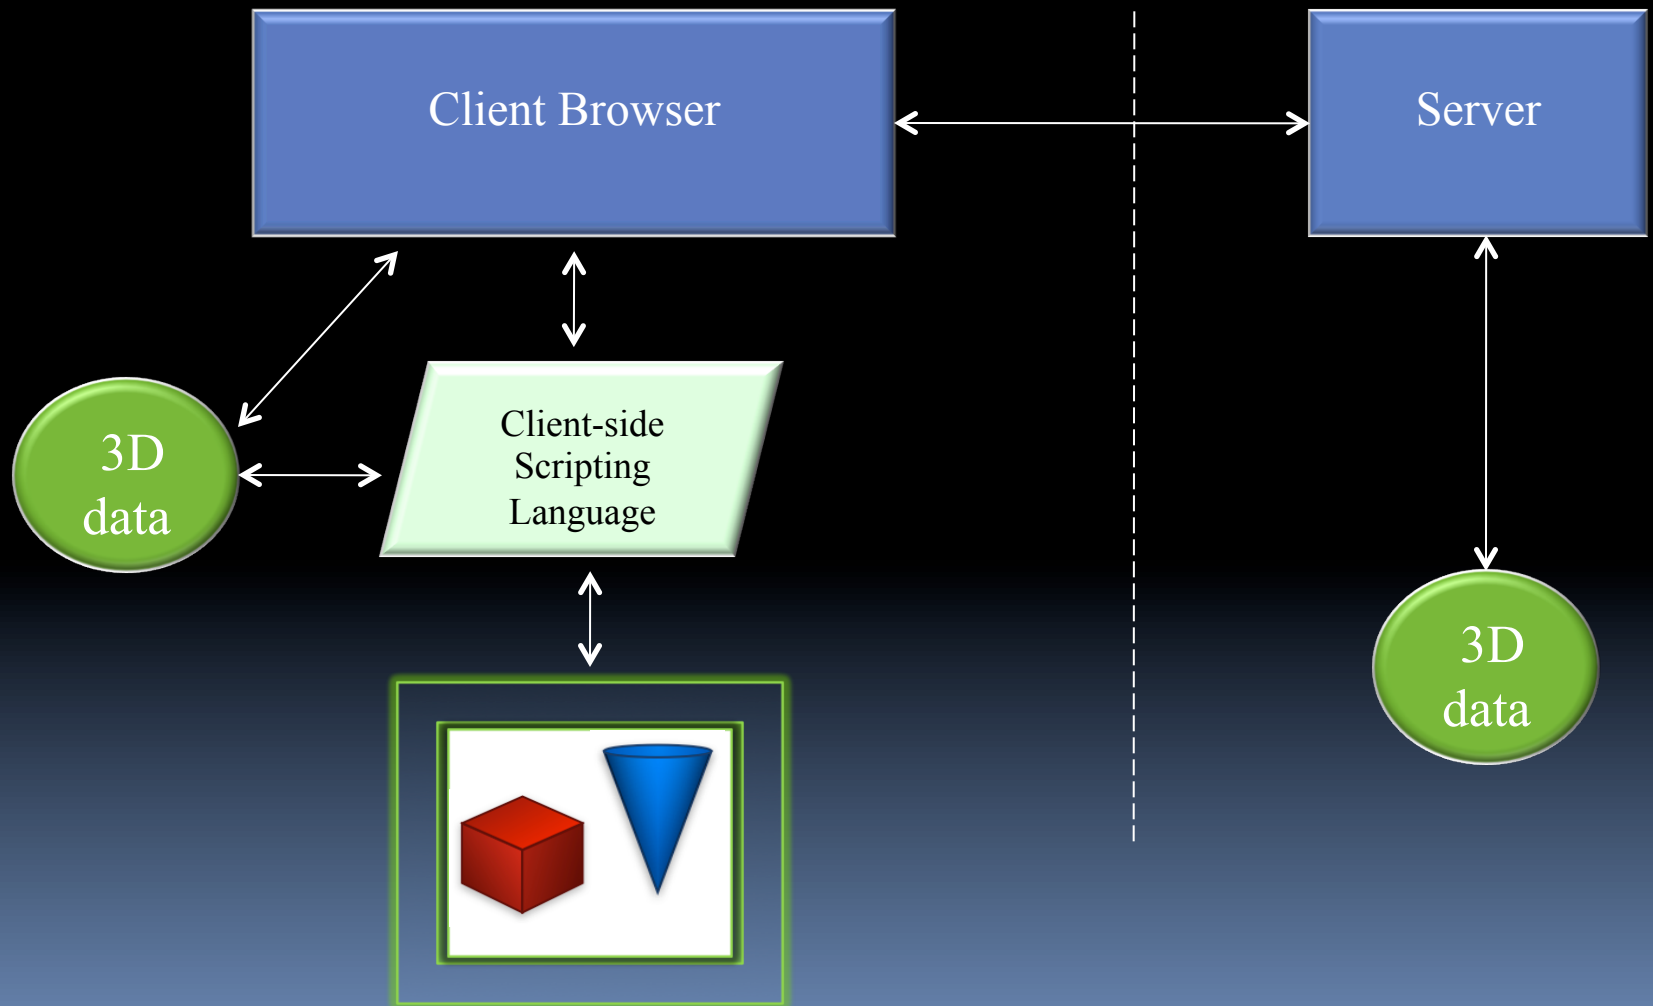 Client Browser
Server
3D
data
Client-side
Scripting
Language
3D
data